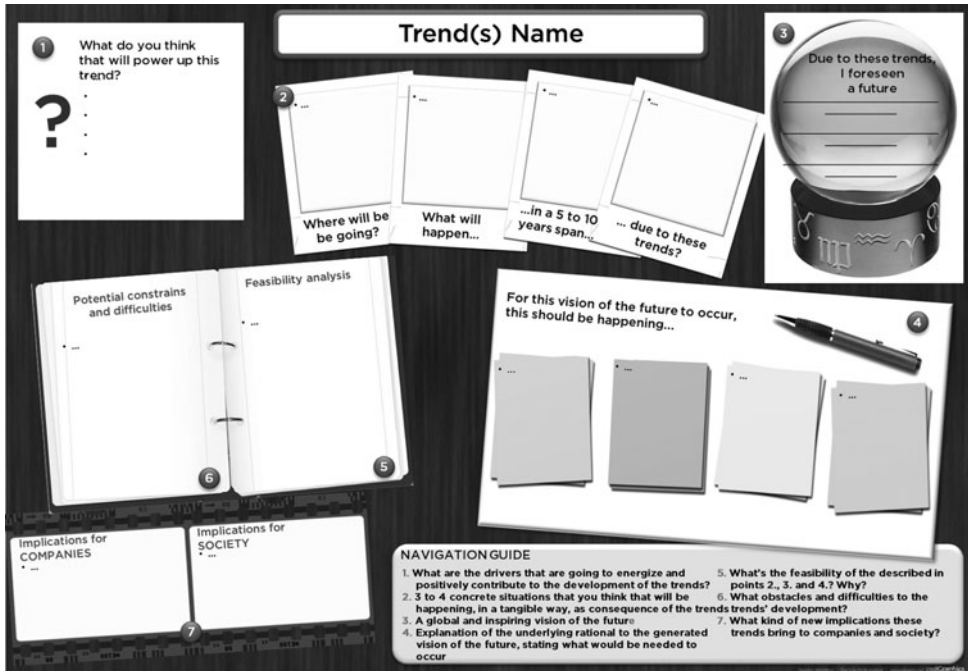 Trend(s) Name
1
What do you think
that will power up this
trend?
?
•
•
•
•
2
• ...
Where will be
be going?
• ...
What will
happen...
• ...
...in a 5 to 10
years span...
• ...
... due to these
trends?
3
Due to these trends,
I foreseen
a future
Potential constrains
and difficulties
• ...
6
Feasibility analysis
• ...
5
For this vision of the future to occur,
this should be happening...
4
• ...
• ...
• ...
• ...
Implications for
COMPANIES
• ...
Implications for
SOCIETY
• ...
7
NAVIGATION GUIDE
1. What are the drivers that are going to energize and
positively contribute to the development of the trends?
2. 3 to 4 concrete situations that you think that will be
happening, in a tangible way, as consequence of the trends
3. A global and inspiring vision of the future
4. Explanation of the underlying rational to the generated
vision of the future, stating what would be needed to
occur
5. What's the feasibility of the described in
points 2., 3. and 4.? Why?
6. What obstacles and difficulties to the
trends' development?
7. What kind of new implications these
trends bring to companies and society?